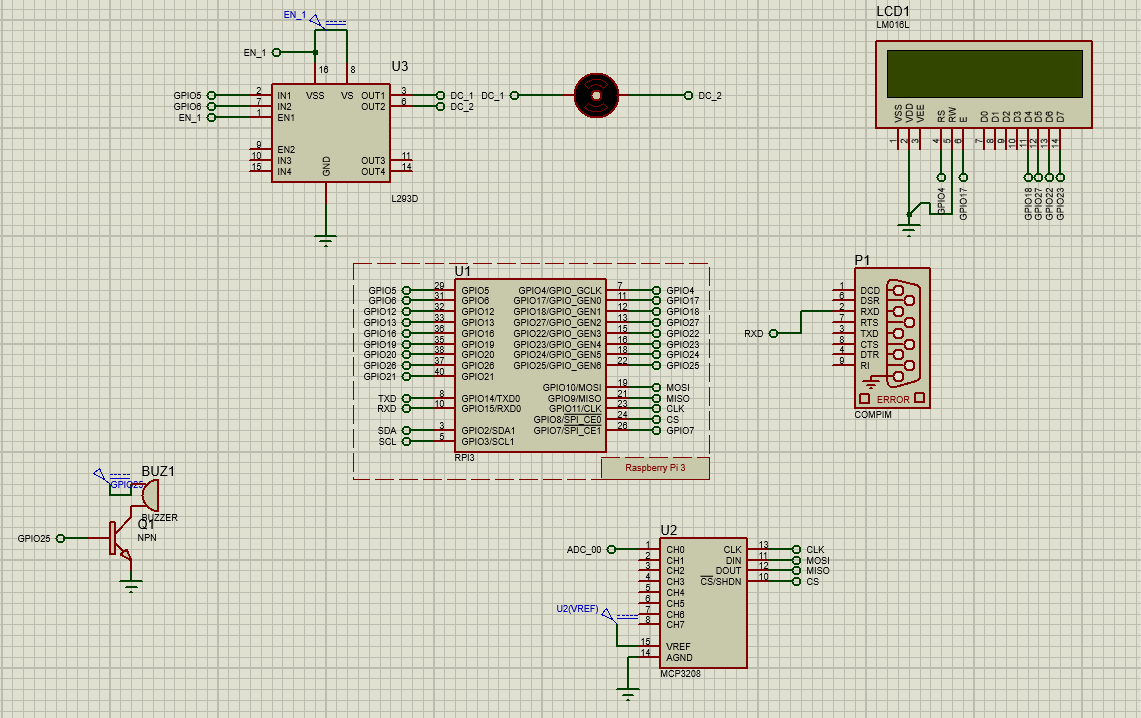 EN_1
EN_1
U3
16 8
GPIO5 2 IN1 VSS VS OUT1 3 DC_1
GPIO6 7 IN2 OUT2 6 DC_2
EN_1 1 EN1
9 EN2
10 IN3 OUT3 11
15 IN4 OUT4 14
GND
L293D
DC_1 DC_2
LCD1
LM016L
VSS VDD VEE RS RW E D0 D1 D2 D3 D4 D5 D6 D7
1 2 3 4 5 6 7 8 9 10 11 12 13 14
GPIO4 GPIO17 GPIO18 GPIO27 GPIO22 GPIO23
U1
GPIO5 29 GPIO5 GPIO4/GPIO_GCLK 7 GPIO4
GPIO6 31 GPIO6 GPIO17/GPIO_GEN0 11 GPIO17
GPIO12 32 GPIO12 GPIO18/GPIO_GEN1 12 GPIO18
GPIO13 33 GPIO13 GPIO27/GPIO_GEN2 13 GPIO27
GPIO16 36 GPIO16 GPIO22/GPIO_GEN3 15 GPIO22
GPIO19 35 GPIO19 GPIO23/GPIO_GEN4 16 GPIO23
GPIO20 38 GPIO20 GPIO24/GPIO_GEN5 18 GPIO24
GPIO26 37 GPIO26 GPIO25/GPIO_GEN6 22 GPIO25
GPIO21 40 GPIO21
GPIO10/MOSI 19 MOSI
TXD 8 GPIO14/TXD0 GPIO9/MISO 21 MISO
RXD 10 GPIO15/RXD0 GPIO11/CLK 23 CLK
GPIO8/SPI_CE0 24 CS
SDA 3 GPIO2/SDA1 GPIO7/SPI_CE1 26 GPIO7
SCL 5 GPIO3/SCL1
RPI3
Raspberry Pi 3
P1
1 DCD
6 DSR
2 RXD
7 RTS
3 TXD
8 CTS
4 DTR
9 RI
RXD
ERROR
COMPIM
BUZ1
GPIO25
BUZZER
Q1
NPN
GPIO25
U2
ADC_00 1 CH0 CLK 13 CLK
2 CH1 DIN 11 MOSI
3 CH2 DOUT 12 MISO
4 CH3 CS/SHDN 10 CS
5 CH4
6 CH5
U2(VREF) 7 CH6
8 CH7
15 VREF
14 AGND
MCP3208